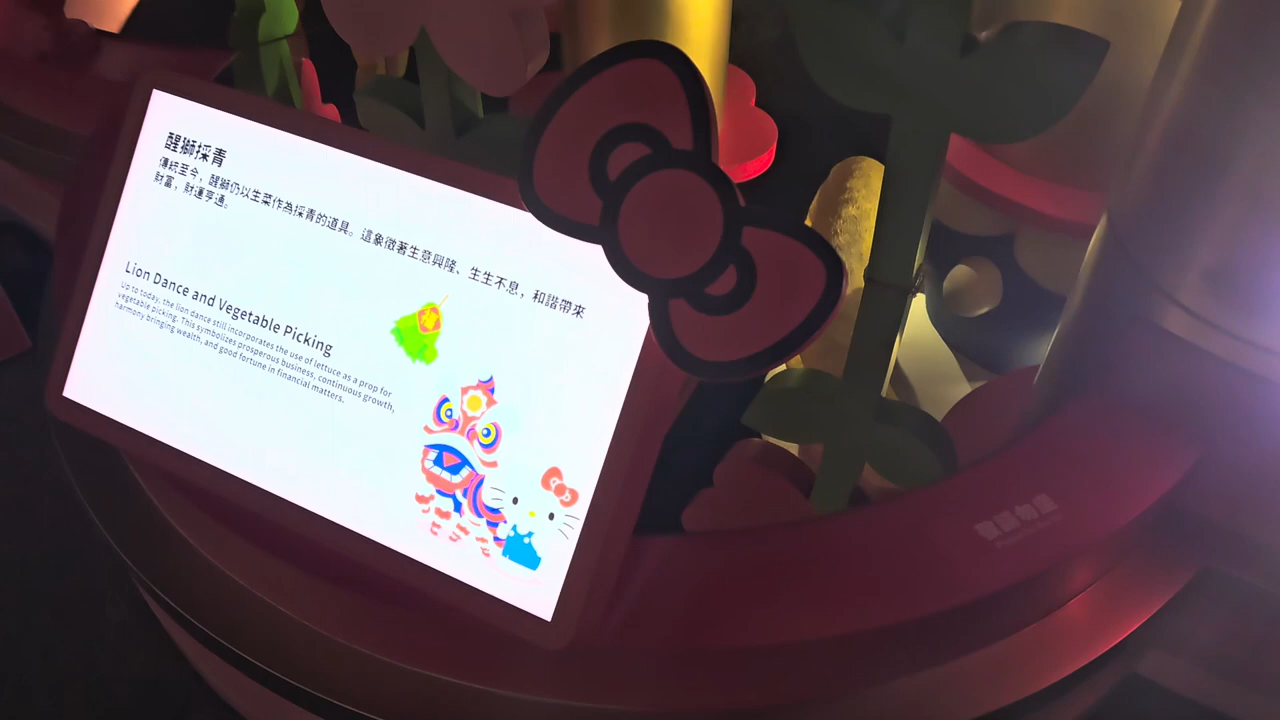 醒獅採青
傳統至今，醒獅仍以生菜作為採青的道具。這象徵著生意興隆、生生不息，和諧帶來
財富，財運亨通。
Lion Dance and Vegetable Picking
Up to today, the lion dance still incorporates the use of lettuce as a prop for
vegetable picking. This symbolizes prosperous business, continuous growth,
harmony bringing wealth, and good fortune in financial matters.